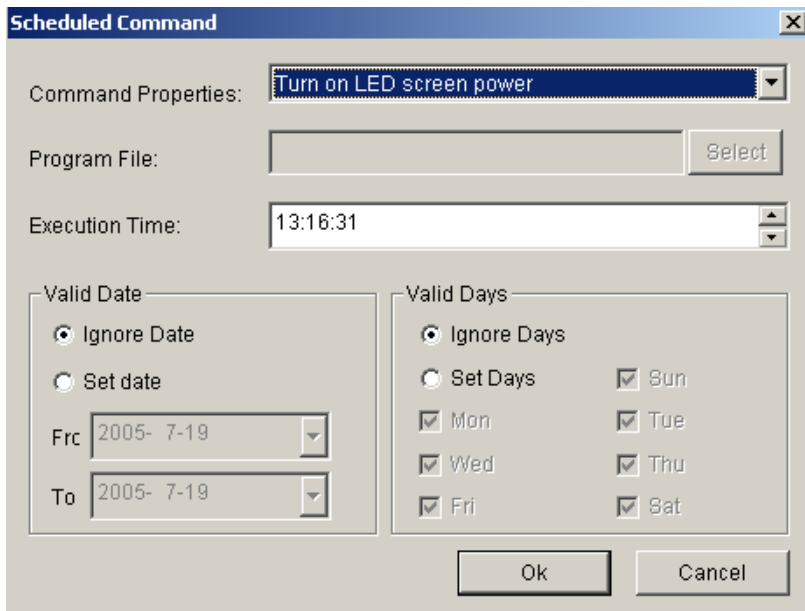 Scheduled Command
Command Properties: Turn on LED screen power
Program File: Select
Execution Time: 13:16:31
Valid Date
Ignore Date
Set date
Frc 2005- 7-19
To 2005- 7-19
Valid Days
Ignore Days
Set Days Sun
Mon Tue
Wed Thu
Fri Sat
Ok Cancel